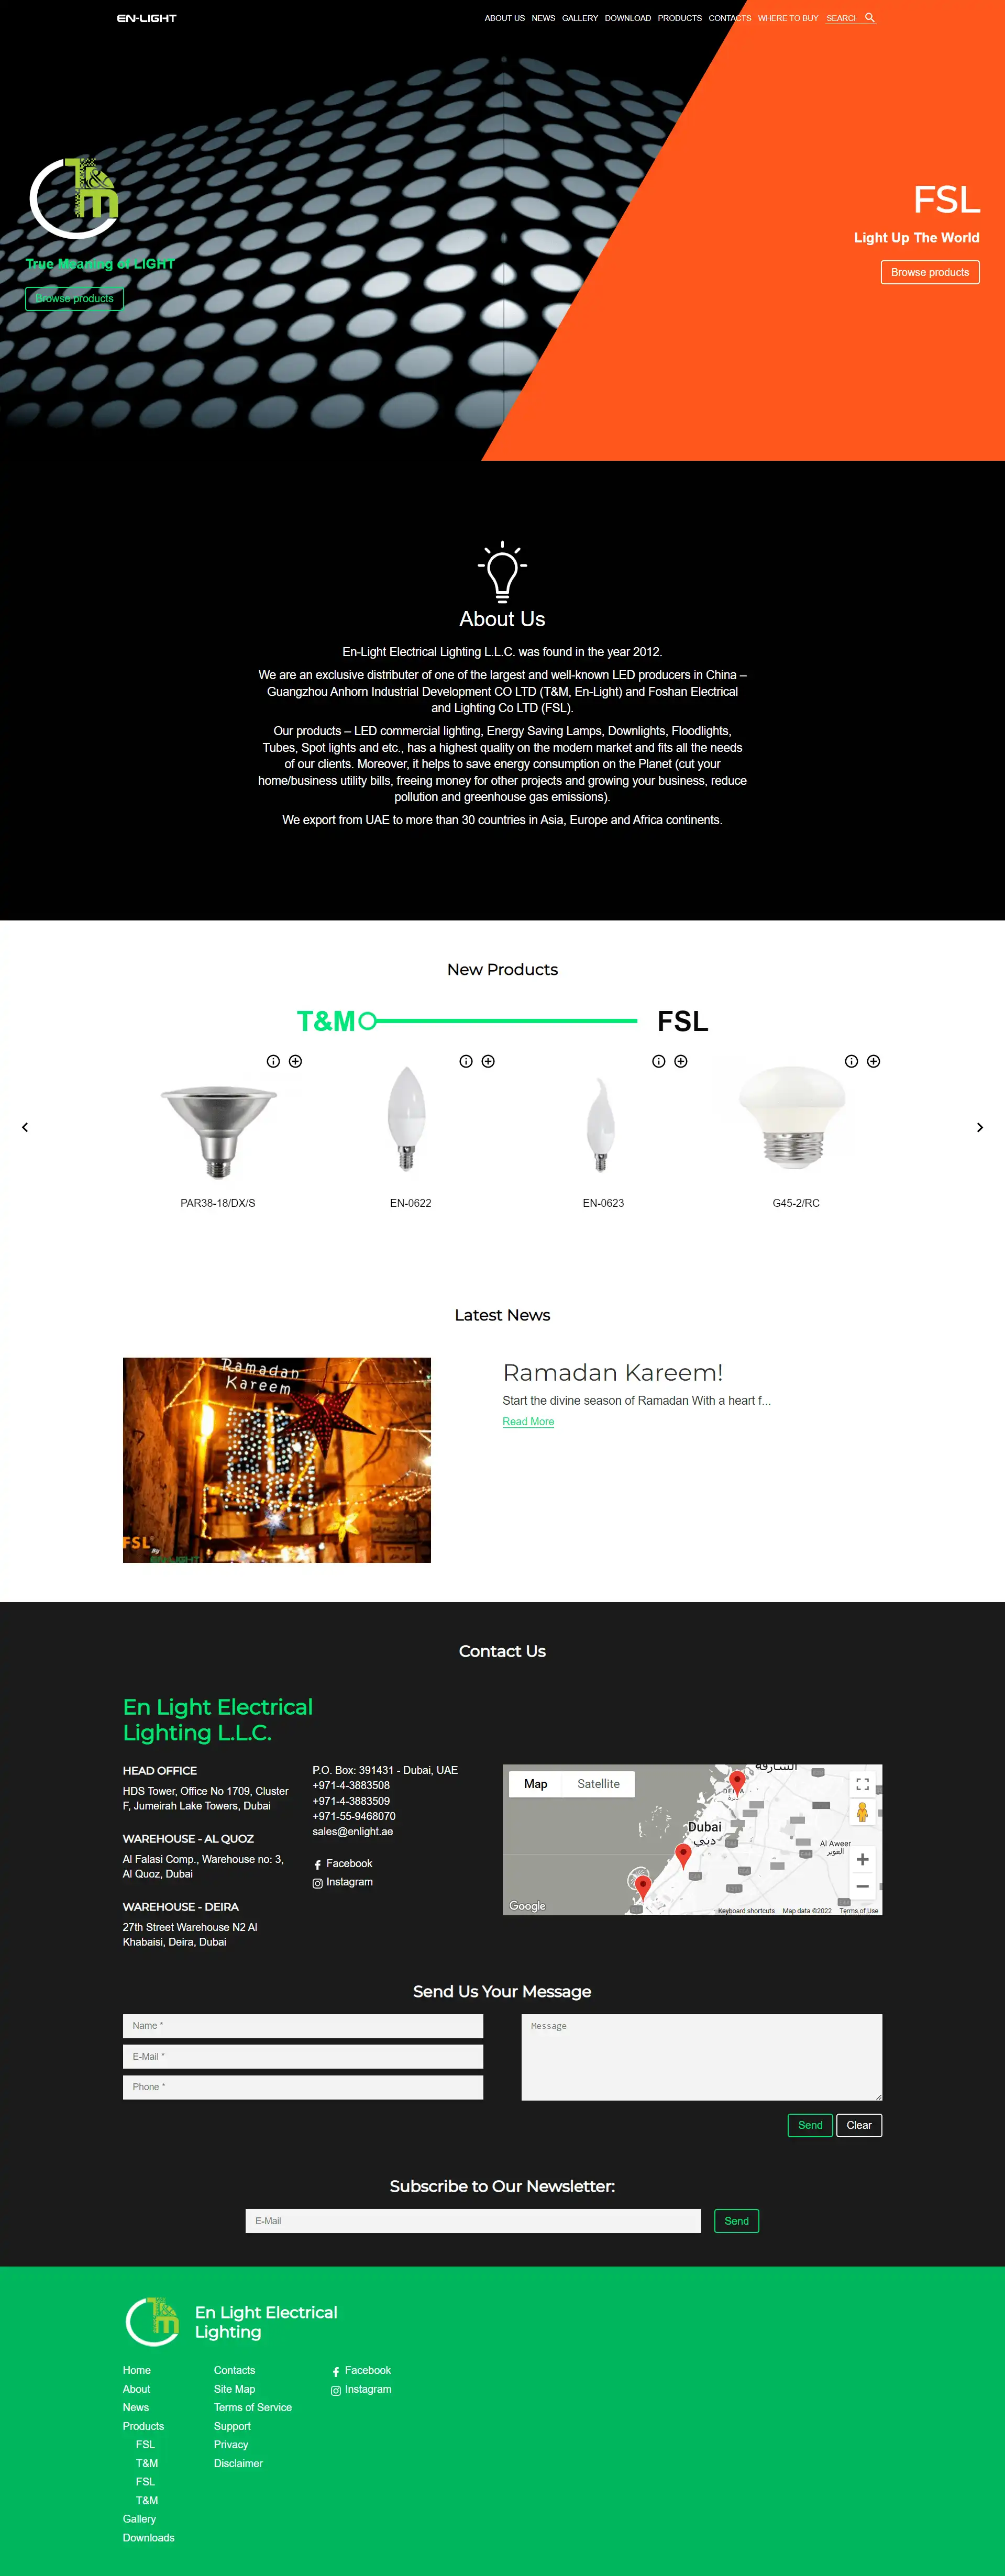 EN-LIGHT
ABOUT US NEWS GALLERY DOWNLOAD PRODUCTS CONTACTS WHERE TO BUY SEARCH
T&m
True Meaning of LIGHT
Browse products
FSL
Light Up The World
Browse products
About Us
En-Light Electrical Lighting L.L.C. was found in the year 2012.
We are an exclusive distributer of one of the largest and well-known LED producers in China –
Guangzhou Anhorn Industrial Development CO LTD (T&M, En-Light) and Foshan Electrical
and Lighting Co LTD (FSL).
Our products – LED commercial lighting, Energy Saving Lamps, Downlights, Floodlights,
Tubes, Spot lights and etc., has a highest quality on the modern market and fits all the needs
of our clients. Moreover, it helps to save energy consumption on the Planet (cut your
home/business utility bills, freeing money for other projects and growing your business, reduce
pollution and greenhouse gas emissions).
We export from UAE to more than 30 countries in Asia, Europe and Africa continents.
New Products
T&M FSL
PAR38-18/DX/S
EN-0622
EN-0623
G45-2/RC
Latest News
Ramadan
Kareem
FSL
by
EN-LIGHT
Ramadan Kareem!
Start the divine season of Ramadan With a heart f...
Read More
Contact Us
En Light Electrical
Lighting L.L.C.
HEAD OFFICE
HDS Tower, Office No 1709, Cluster
F, Jumeirah Lake Towers, Dubai
WAREHOUSE - AL QUOZ
Al Falasi Comp., Warehouse no: 3,
Al Quoz, Dubai
WAREHOUSE - DEIRA
27th Street Warehouse N2 Al
Khabaisi, Deira, Dubai
P.O. Box: 391431 - Dubai, UAE
+971-4-3883508
+971-4-3883509
+971-55-9468070
sales@enlight.ae
Facebook
Instagram
Map Satellite
الشارقة
Dubai
دبي
Al Aweer
العوير
Google
Keyboard shortcuts Map data ©2022 Terms of Use
Send Us Your Message
Name *
E-Mail *
Phone *
Message
Send Clear
Subscribe to Our Newsletter:
E-Mail
Send
T&m
En Light Electrical
Lighting
Home
About
News
Products
FSL
T&M
FSL
T&M
Gallery
Downloads
Contacts
Site Map
Terms of Service
Support
Privacy
Disclaimer
Facebook
Instagram